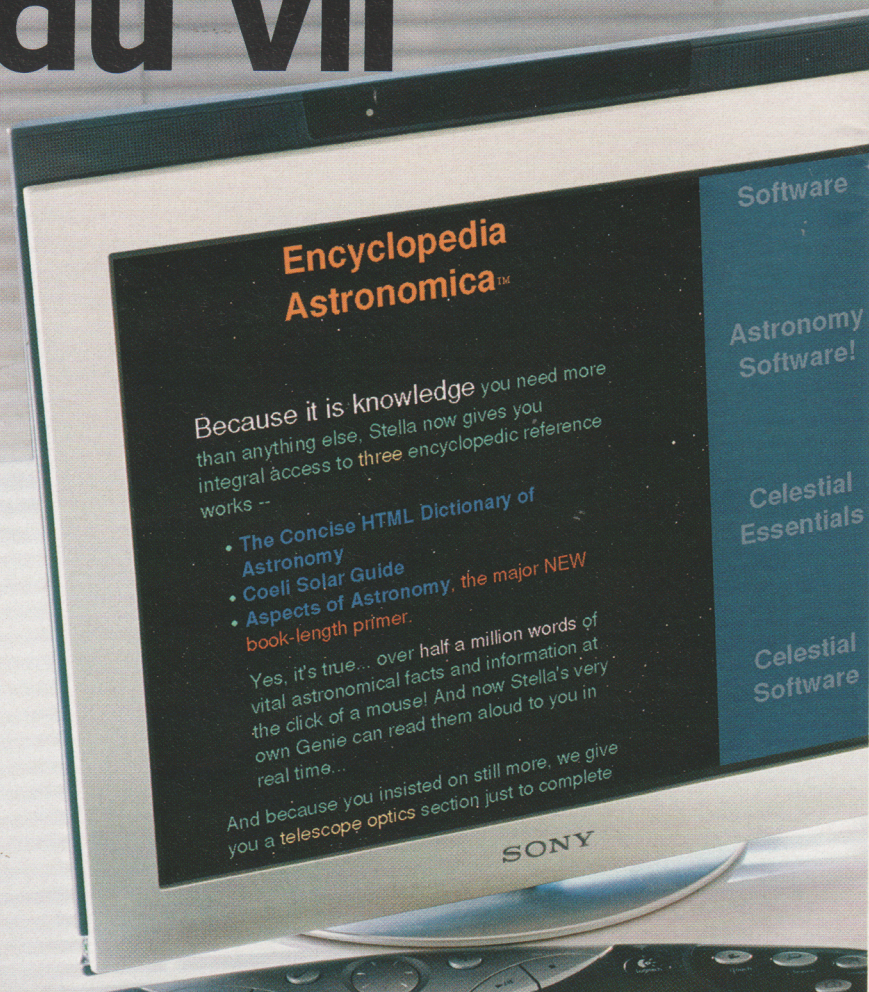 du vil
Encyclopedia
Astronomica™
Because it is knowledge you need more
than anything else, Stella now gives you
integral access to three encyclopedic reference
works --
• The Concise HTML Dictionary of
Astronomy
• Coeli Solar Guide
• Aspects of Astronomy, the major NEW
book-length primer.
Yes, it's true... over half a million words of
vital astronomical facts and information at
the click of a mouse! And now Stella's very
own Genie can read them aloud to you in
real time...
And because you insisted on still more, we give
you a telescope optics section just to complete
Software
Astronomy
Software!
Celestial
Essentials
Celestial
Software
SONY